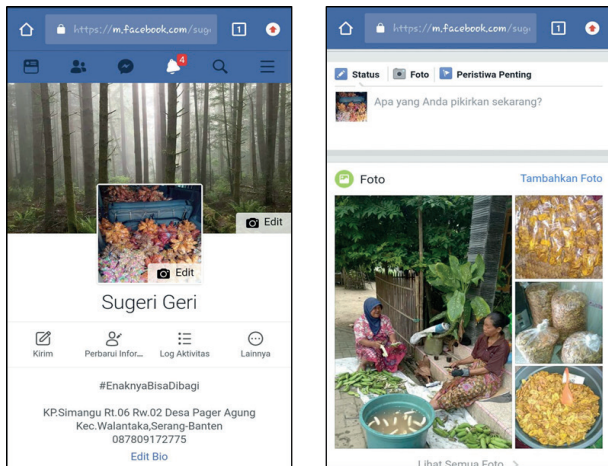 https://m.facebook.com/suge
1
4
Edit
Edit
Sugeri Geri
Kirim
Perbarui Infor...
Log Aktivitas
Lainnya
#EnaknyaBisaDibagi
KP.Simangu Rt.06 Rw.02 Desa Pager Agung
Kec.Walantaka,Serang-Banten
087809172775
Edit Bio
https://m.facebook.com/suge
1
Status
Foto
Peristiwa Penting
Apa yang Anda pikirkan sekarang?
Foto
Tambahkan Foto
Lihat Semua Foto